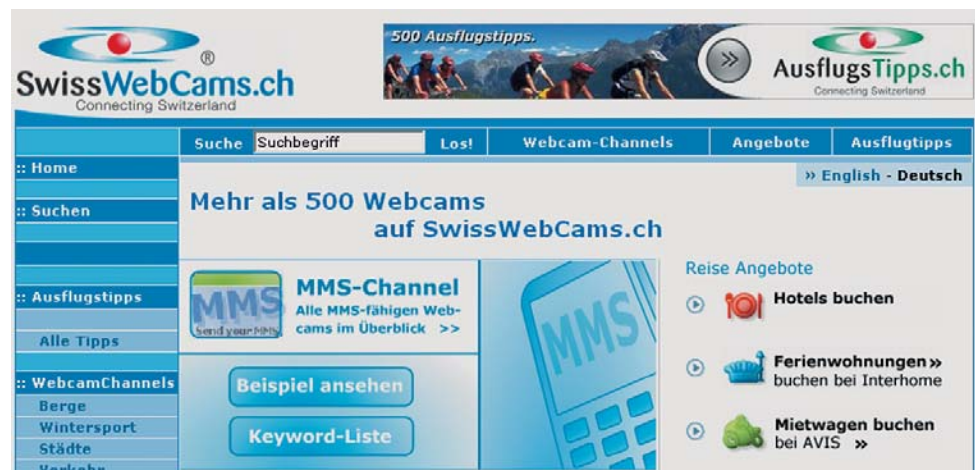 500 Ausflugstipps.
®
SwissWebCams.ch
Connecting Switzerland
AusflugsTipps.ch
Connecting Switzerland
Suche Suchbegriff Los! Webcam-Channels Angebote Ausflugtipps
:: Home
:: Suchen
:: Ausflugstipps
Alle Tipps
:: WebcamChannels
Berge
Wintersport
Städte
Verkehr
» English - Deutsch
Mehr als 500 Webcams
auf SwissWebCams.ch
MMS
Send your MMS
MMS-Channel
Alle MMS-fähigen Web-
cams im Überblick >>
Beispiel ansehen
Keyword-Liste
MMS
Reise Angebote
Hotels buchen
Ferienwohnungen »
buchen bei Interhome
Mietwagen buchen
bei AVIS »